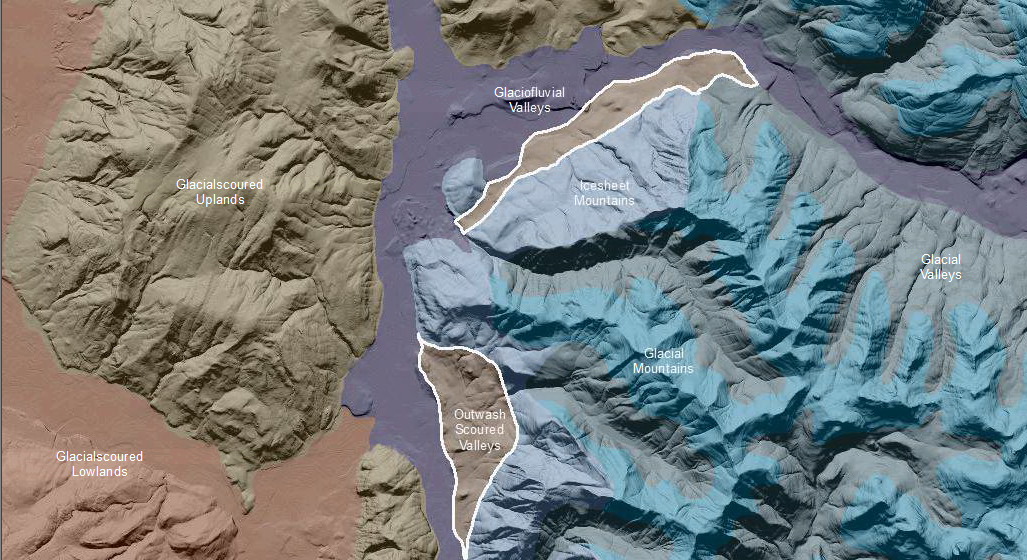 Glaciofluvial
Valleys
Glacialscoured
Uplands
Icesheet
Mountains
Glacial
Valleys
Glacial
Mountains
Outwash
Scoured
Valleys
Glacialscoured
Lowlands